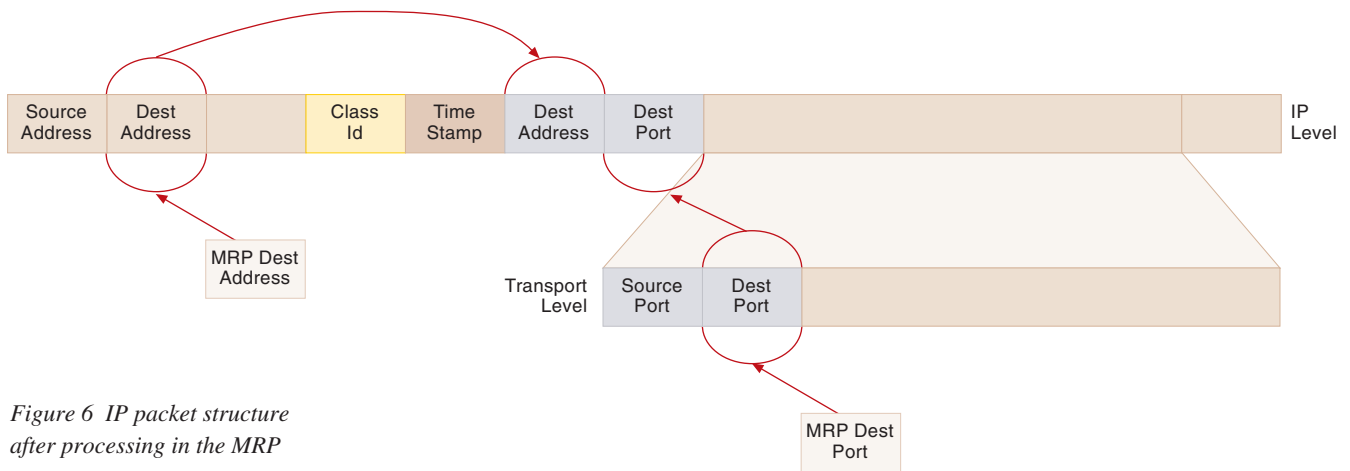 Source Address
Dest Address
Class Id
Time Stamp
Dest Address
Dest Port
IP Level
MRP Dest Address
Transport Level
Source Port
Dest Port
MRP Dest Port
Figure 6 IP packet structure
after processing in the MRP